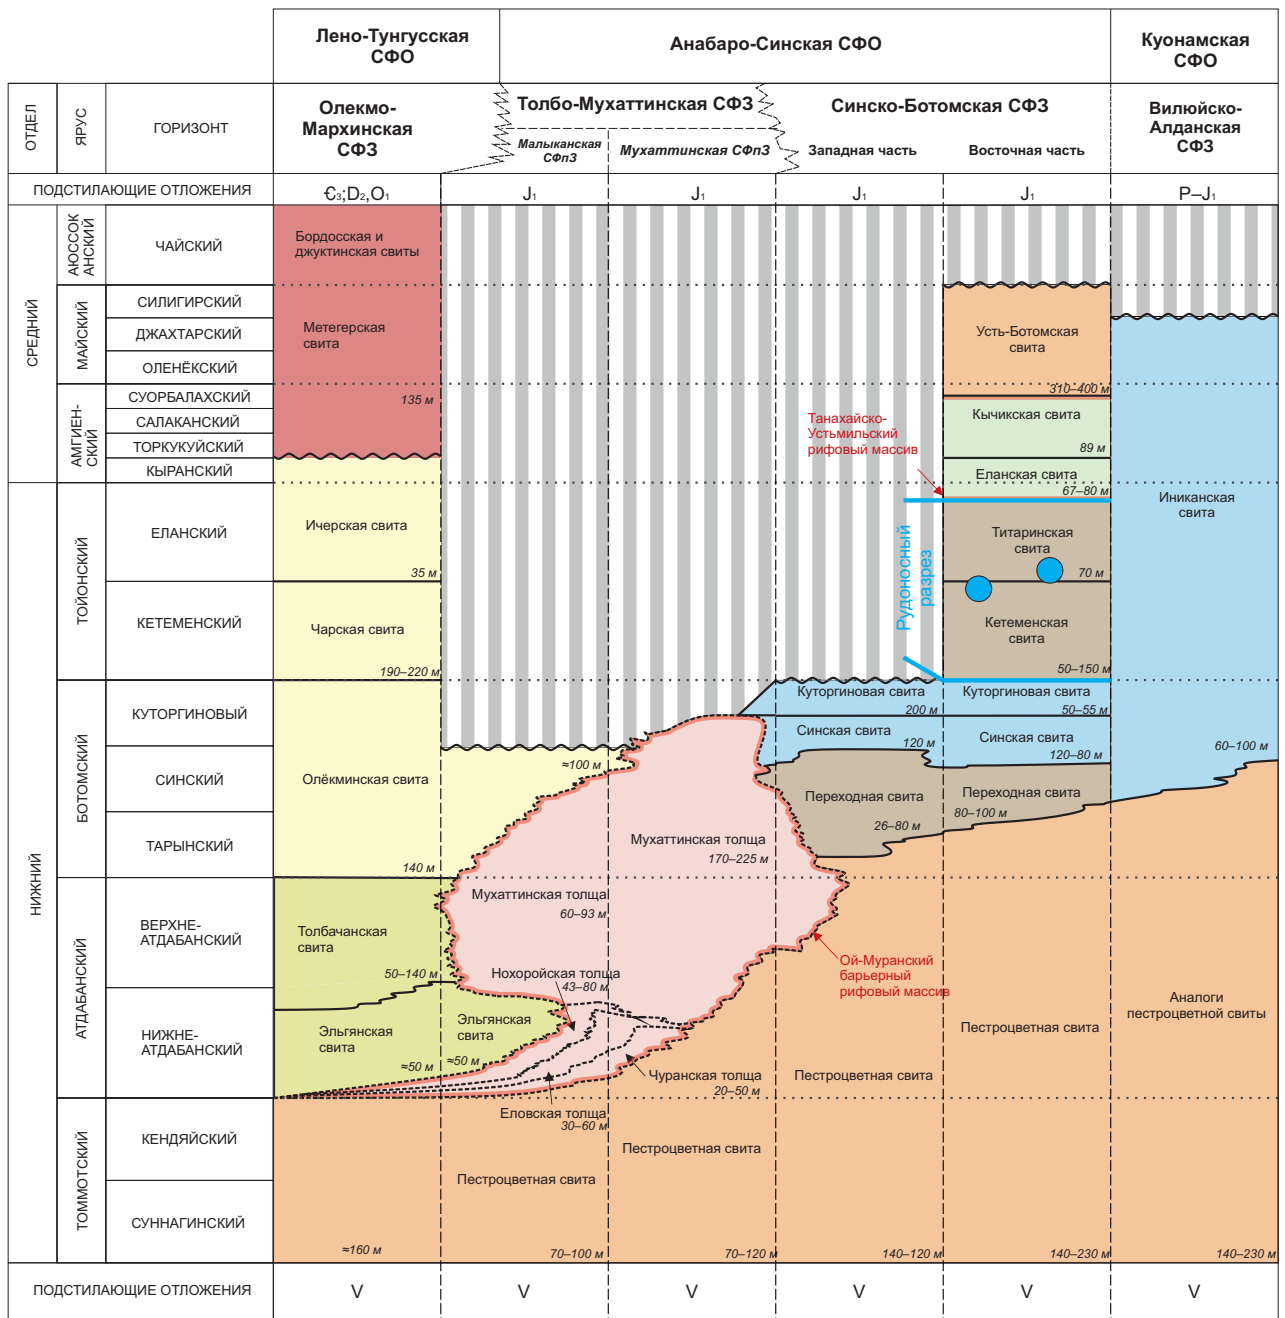 Лено-Тунгусская
СФО
Анабаро-Синская СФО
Куонамская
СФО
ОТДЕЛ
ЯРУС
ГОРИЗОНТ
Олекмо-
Мархинская
СФЗ
Толбо-Мухаттинская СФЗ
Малыканская
СФпЗ
Мухаттинская СФпЗ
Синско-Ботомская СФЗ
Западная часть
Восточная часть
Вилюйско-
Алданская
СФЗ
ПОДСТИЛАЮЩИЕ ОТЛОЖЕНИЯ
Є₃;D₂,O₁
J₁
J₁
J₁
J₁
P–J₁
СРЕДНИЙ
НИЖНИЙ
АЮССОК
АНСКИЙ
МАЙСКИЙ
АМГИЕН-
СКИЙ
ТОЙОНСКИЙ
БОТОМСКИЙ
АТДАБАНСКИЙ
ТОММОТСКИЙ
ЧАЙСКИЙ
СИЛИГИРСКИЙ
ДЖАХТАРСКИЙ
ОЛЕНЁКСКИЙ
СУОРБАЛАХСКИЙ
САЛАКАНСКИЙ
ТОРКУКУЙСКИЙ
КЫРАНСКИЙ
ЕЛАНСКИЙ
КЕТЕМЕНСКИЙ
КУТОРГИНОВЫЙ
СИНСКИЙ
ТАРЫНСКИЙ
ВЕРХНЕ-
АТДАБАНСКИЙ
НИЖНЕ-
АТДАБАНСКИЙ
КЕНДЯЙСКИЙ
СУННАГИНСКИЙ
Бордосская и
джуктинская свиты
Метегерская
свита
135 м
Ичерская свита
35 м
Чарская свита
190–220 м
Олёкминская свита
140 м
Толбачанская
свита
50–140 м
Эльгянская
свита
≈50 м
≈160 м
≈100 м
Мухаттинская толща
60–93 м
Нохоройская толща
43–80 м
Эльгянская
свита
≈50 м
Еловская толща
30–60 м
Пестроцветная свита
70–100 м
Мухаттинская толща
170–225 м
Чуранская толща
20–50 м
Пестроцветная свита
70–120 м
Танахайско-
Устьмильский
рифовый массив
Рудоносный
разрез
Куторгиновая свита
200 м
Синская свита
120 м
Переходная свита
26–80 м
Ой-Муранский
барьерный
рифовый массив
Пестроцветная свита
140–120 м
Усть-Ботомская
свита
310–400 м
Кычикская свита
89 м
Еланская свита
67–80 м
Титаринская
свита
70 м
Кетеменская
свита
50–150 м
Куторгиновая свита
50–55 м
Синская свита
120–80 м
Переходная свита
80–100 м
Пестроцветная свита
140–230 м
Иниканская
свита
60–100 м
Аналоги
пестроцветной свиты
140–230 м
ПОДСТИЛАЮЩИЕ ОТЛОЖЕНИЯ
V
V
V
V
V
V